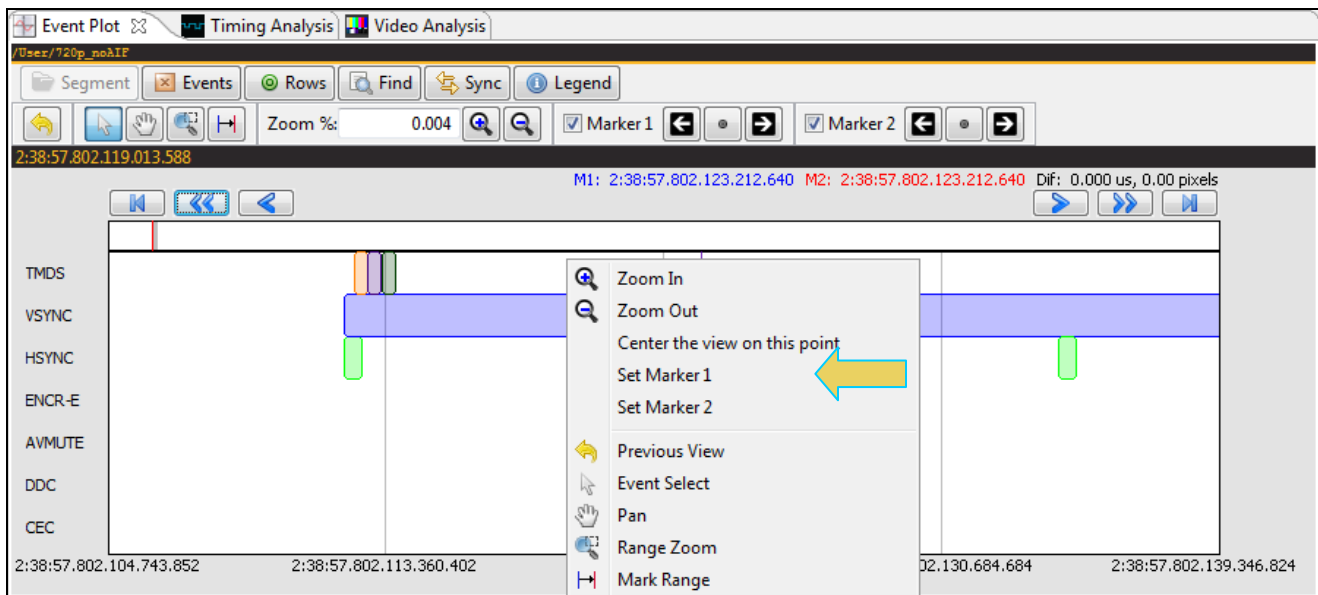 Event Plot Timing Analysis Video Analysis
/User/720p_noAIF
Segment Events Rows Find Sync Legend
Zoom %: 0.004 Marker 1 Marker 2
2:38:57.802.119.013.588
M1: 2:38:57.802.123.212.640 M2: 2:38:57.802.123.212.640 Dif: 0.000 us, 0.00 pixels
TMDS
VSYNC
HSYNC
ENCR-E
AVMUTE
DDC
CEC
Zoom In
Zoom Out
Center the view on this point
Set Marker 1
Set Marker 2
Previous View
Event Select
Pan
Range Zoom
Mark Range
2:38:57.802.104.743.852 2:38:57.802.113.360.402 02.130.684.684 2:38:57.802.139.346.824